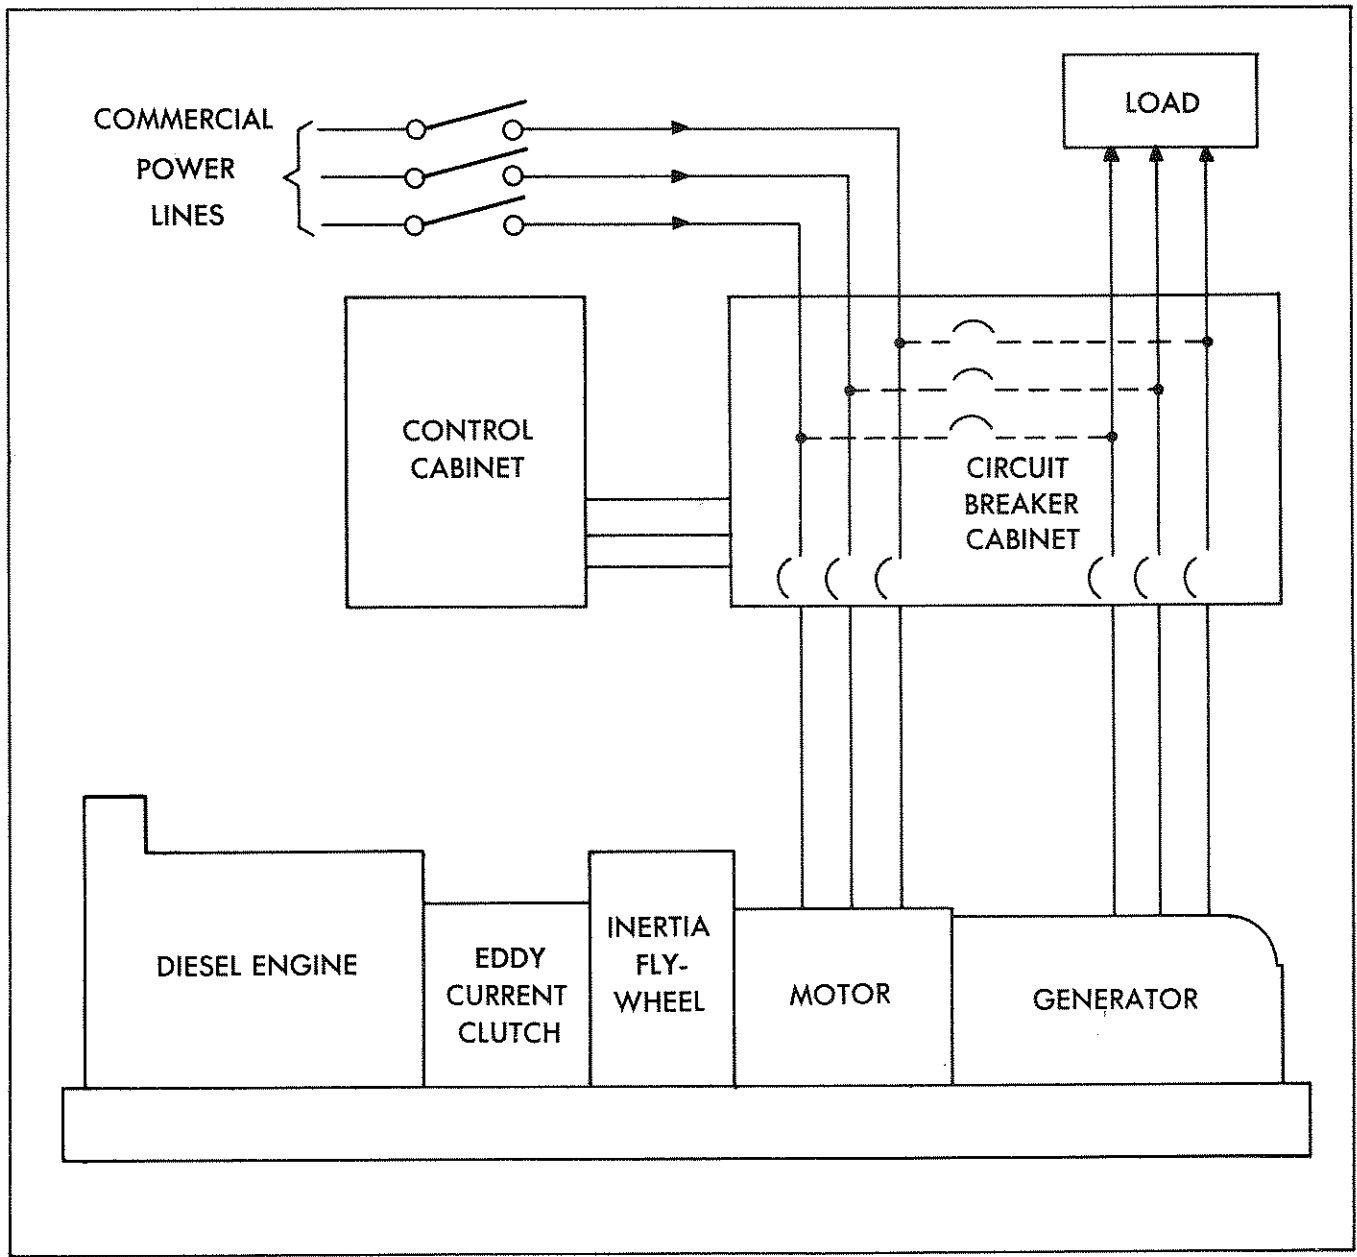 COMMERCIAL
POWER
LINES
LOAD
CONTROL
CABINET
CIRCUIT
BREAKER
CABINET
DIESEL ENGINE
EDDY
CURRENT
CLUTCH
INERTIA
FLY-
WHEEL
MOTOR
GENERATOR